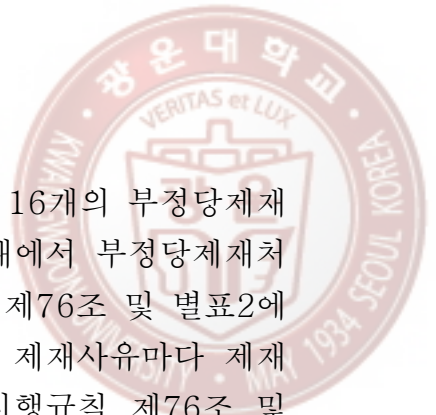 광운대학교
VERITAS et LUX
KWANGWOON UNIVERSITY • MAY 1934 SEOUL KOREA
16개의 부정당제재
에서 부정당제재처
제76조 및 별표2에
제재사유마다 제재
시행규칙 제76조 및